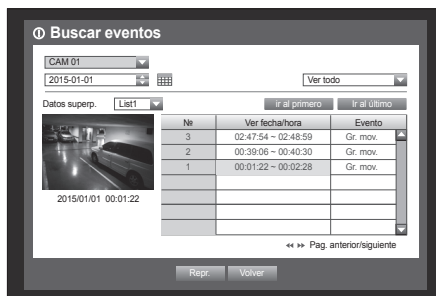 Buscar eventos
CAM 01
2015-01-01
Ver todo
Datos superp. List1 ir al primero Ir al último
№ Ver fecha/hora Evento
3 02:47:54 ~ 02:48:59 Gr. mov.
2 00:39:06 ~ 00:40:30 Gr. mov.
1 00:01:22 ~ 00:02:28 Gr. mov.
2015/01/01 00:01:22
Pag. anterior/siguiente
Repr. Volver